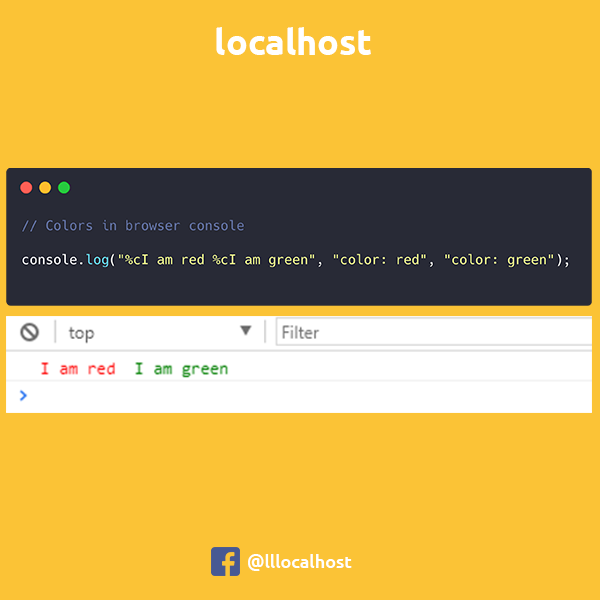 localhost
// Colors in browser console
console.log("%cI am red %cI am green", "color: red", "color: green");
top Filter
I am red I am green
@lllocalhost